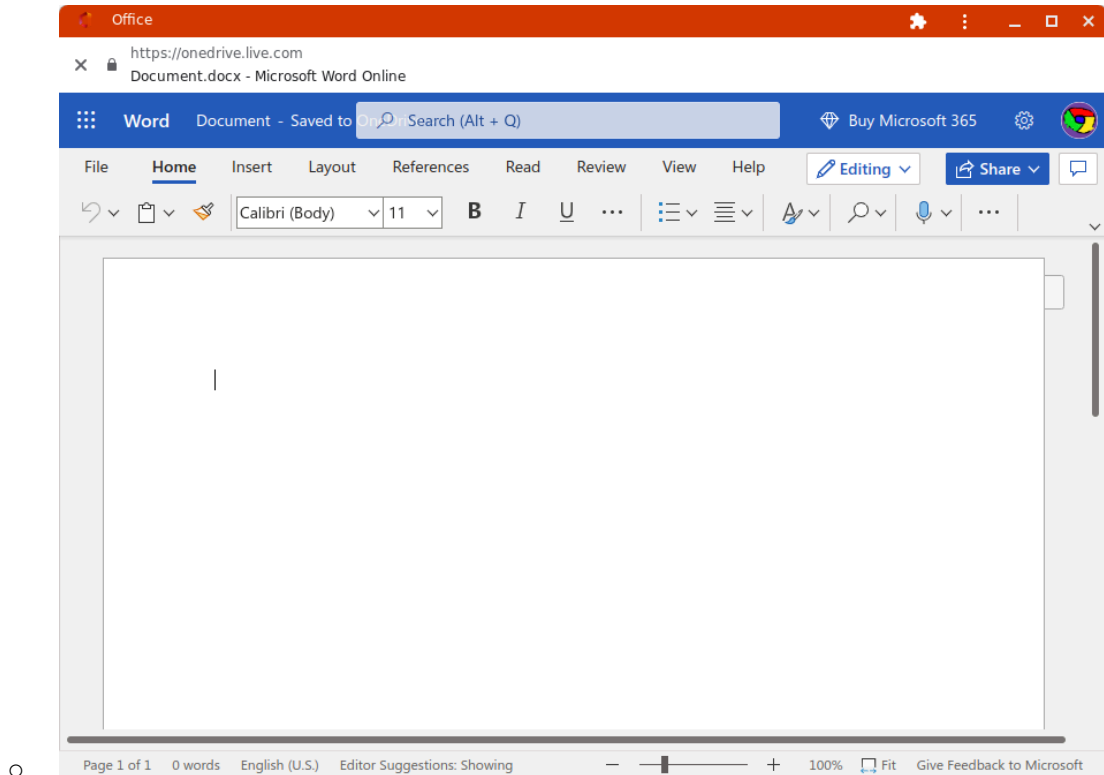 Office
https://onedrive.live.com
Document.docx - Microsoft Word Online
Word Document - Saved to OneDrive Search (Alt + Q) Buy Microsoft 365
File Home Insert Layout References Read Review View Help Editing Share
Calibri (Body) 11 B I U
Page 1 of 1 0 words English (U.S.) Editor Suggestions: Showing 100% Fit Give Feedback to Microsoft